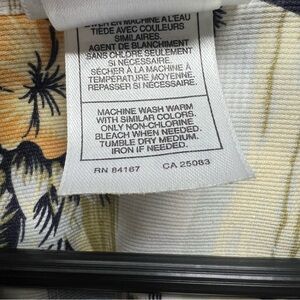 LAVER EN MACHINE A L'EAU
TIÈDE AVEC COULEURS
SIMILAIRES.
AGENT DE BLANCHIMENT
SANS CHLORE SEULEMENT
SI NÉCESSAIRE.
SÉCHER À LA MACHINE À
TEMPÉRATURE MOYENNE.
REPASSER SI NÉCESSAIRE.
MACHINE WASH WARM
WITH SIMILAR COLORS.
ONLY NON-CHLORINE
BLEACH WHEN NEEDED.
TUMBLE DRY MEDIUM.
IRON IF NEEDED.
RN 84167 CA 25083